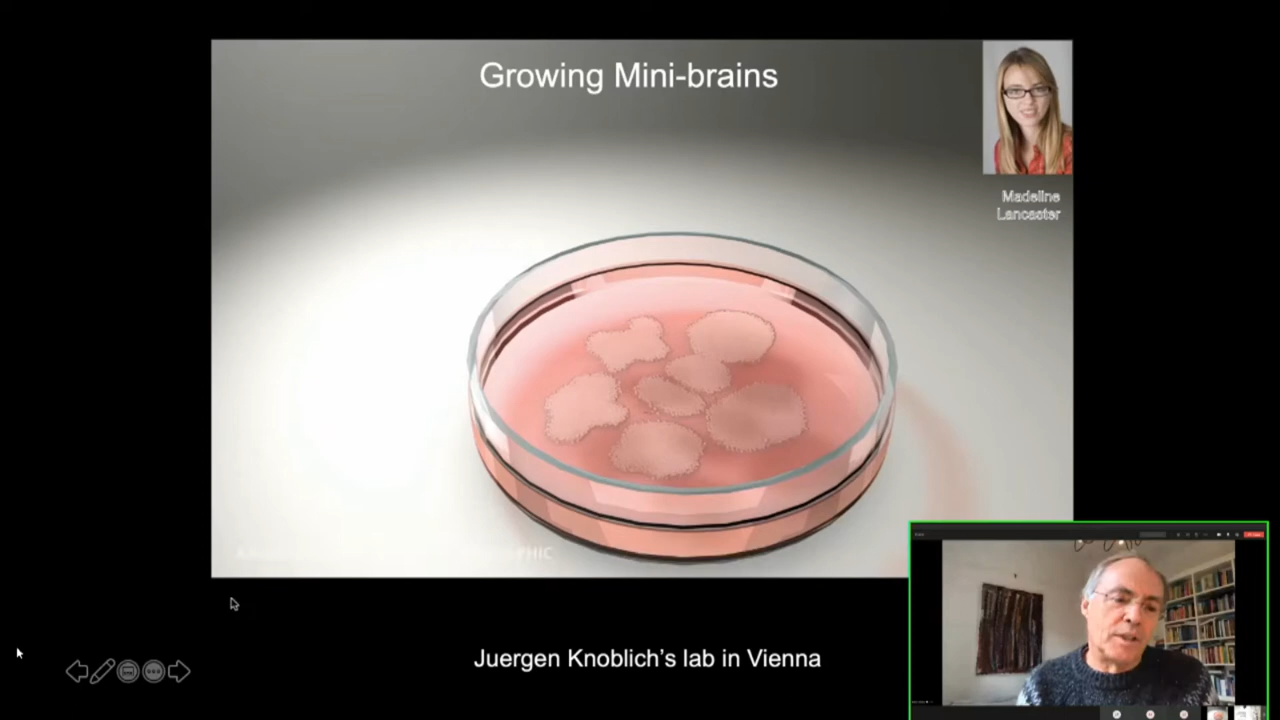 Growing Mini-brains
Madeline
Lancaster
Juergen Knoblich's lab in Vienna